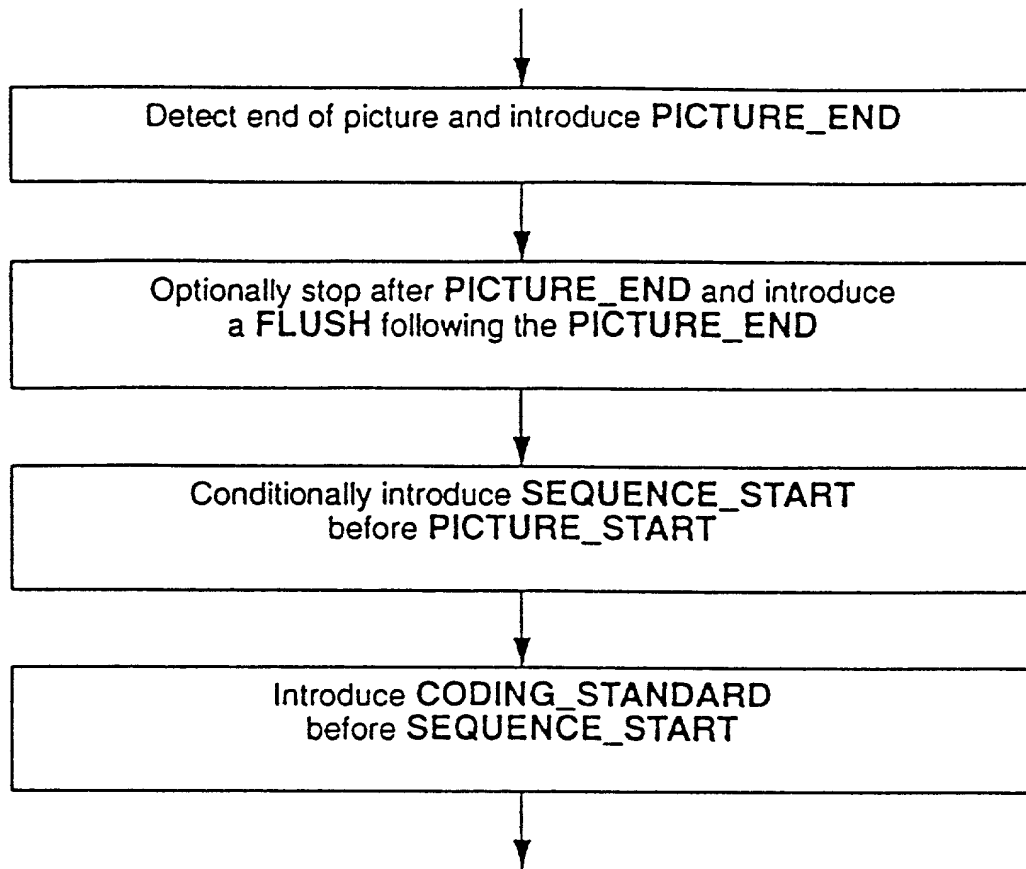 Detect end of picture and introduce PICTURE_END
Optionally stop after PICTURE_END and introduce
a FLUSH following the PICTURE_END
Conditionally introduce SEQUENCE_START
before PICTURE_START
Introduce CODING_STANDARD
before SEQUENCE_START